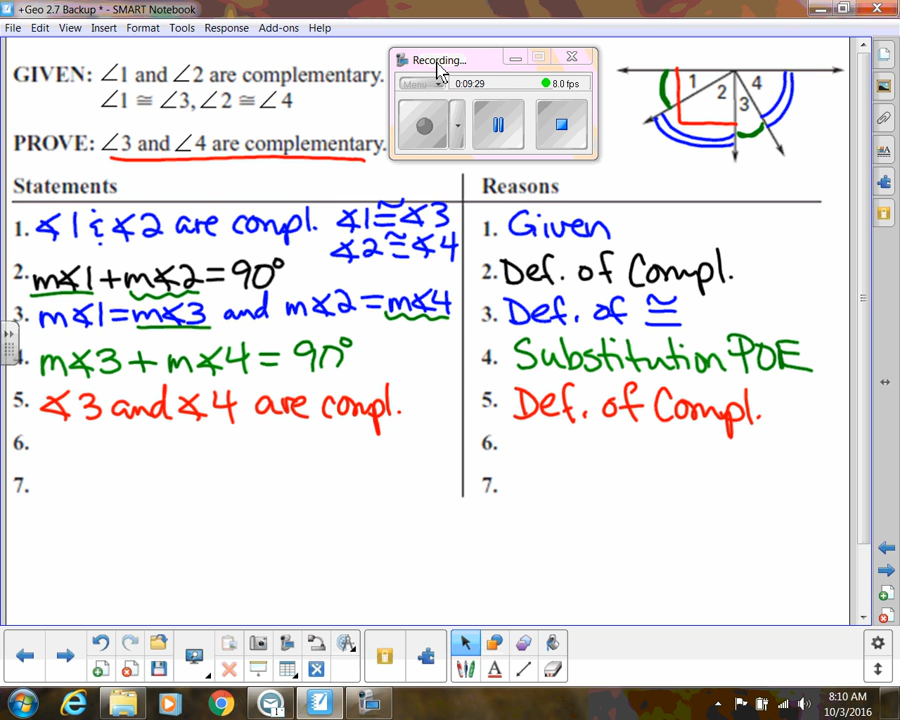 +Geo 2.7 Backup * - SMART Notebook
File Edit View Insert Format Tools Response Add-ons Help
Recording...
Menu 0:09:29 8.0 fps
GIVEN: ∠1 and ∠2 are complementary.
∠1 ≅ ∠3, ∠2 ≅ ∠4
PROVE: ∠3 and ∠4 are complementary.
1 2 3 4
Statements Reasons
1. ∡1 & ∡2 are compl. ∡1≅∡3 1. Given
∡2≅∡4
2. m∡1+m∡2=90° 2. Def. of Compl.
3. m∡1=m∡3 and m∡2=m∡4 3. Def. of ≅
4. m∡3+m∡4=90° 4. Substitution POE
5. ∡3 and ∡4 are compl. 5. Def. of Compl.
6. 6.
7. 7.
8:10 AM
10/3/2016